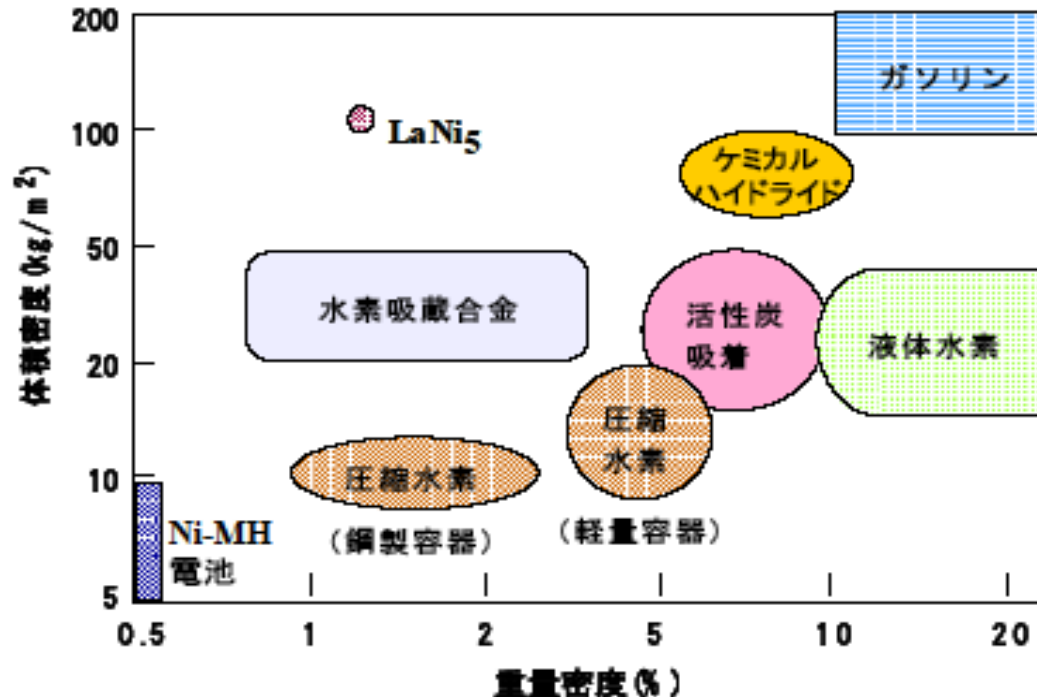 200
100
50
20
10
5
体積密度(kg/m²)
ガソリン
LaNi₅
ケミカル
ハイドライド
水素吸蔵合金
活性炭
吸着
液体水素
圧縮
水素
圧縮水素
(鋼製容器)
(軽量容器)
Ni-MH
電池
0.5
1
2
5
10
20
重量密度(%)